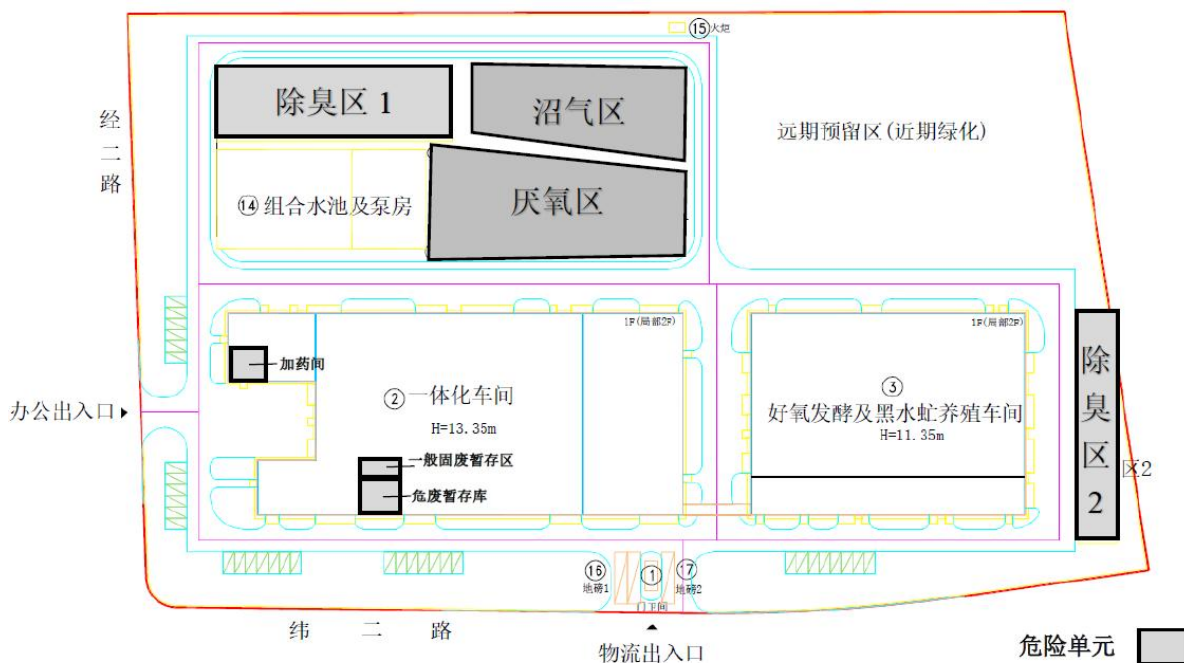 ⑮火炬
除臭区 1
沼气区
经二路
远期预留区(近期绿化)
⑭组合水池及泵房
厌氧区
1F(局部2F)
1F(局部2F)
加药间
除臭区2
②一体化车间
H=13.35m
③
好氧发酵及黑水虻养殖车间
H=11.35m
办公出入口
一般固废暂存区
危废暂存库
区2
⑯
地磅1
①
门卫间
⑰
地磅2
纬二路
物流出入口
危险单元